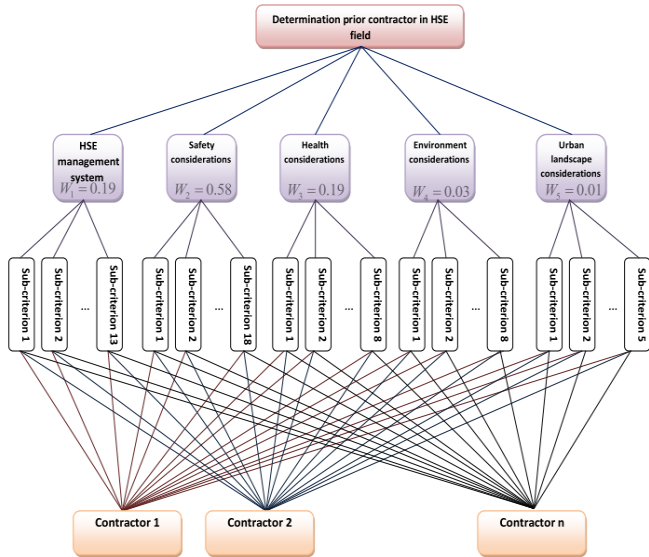 Determination prior contractor in HSE
field
HSE
management
system
W₁ = 0.19
Safety
considerations
W₂ = 0.58
Health
considerations
W₃ = 0.19
Environment
considerations
W₄ = 0.03
Urban
landscape
considerations
W₅ = 0.01
Sub-criterion 1
Sub-criterion 2
...
Sub-criterion 13
Sub-criterion 1
Sub-criterion 2
...
Sub-criterion 18
Sub-criterion 1
Sub-criterion 2
...
Sub-criterion 8
Sub-criterion 1
Sub-criterion 2
...
Sub-criterion 8
Sub-criterion 1
Sub-criterion 2
...
Sub-criterion 5
Contractor 1
Contractor 2
Contractor n